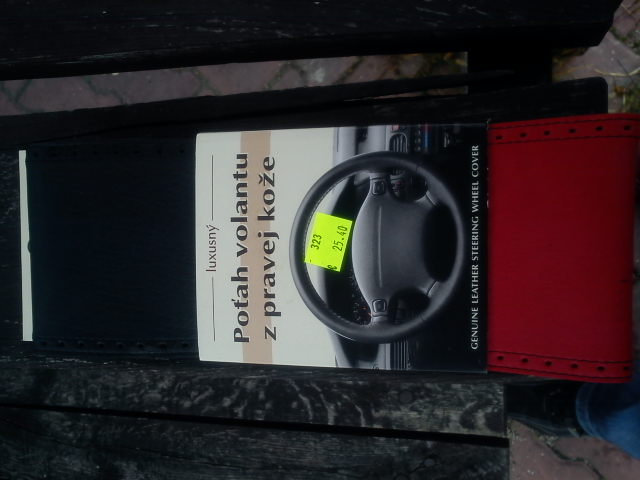 luxusný
Poťah volantu
z pravej kože
323
25.40
GENUINE LEATHER STEERING WHEEL COVER